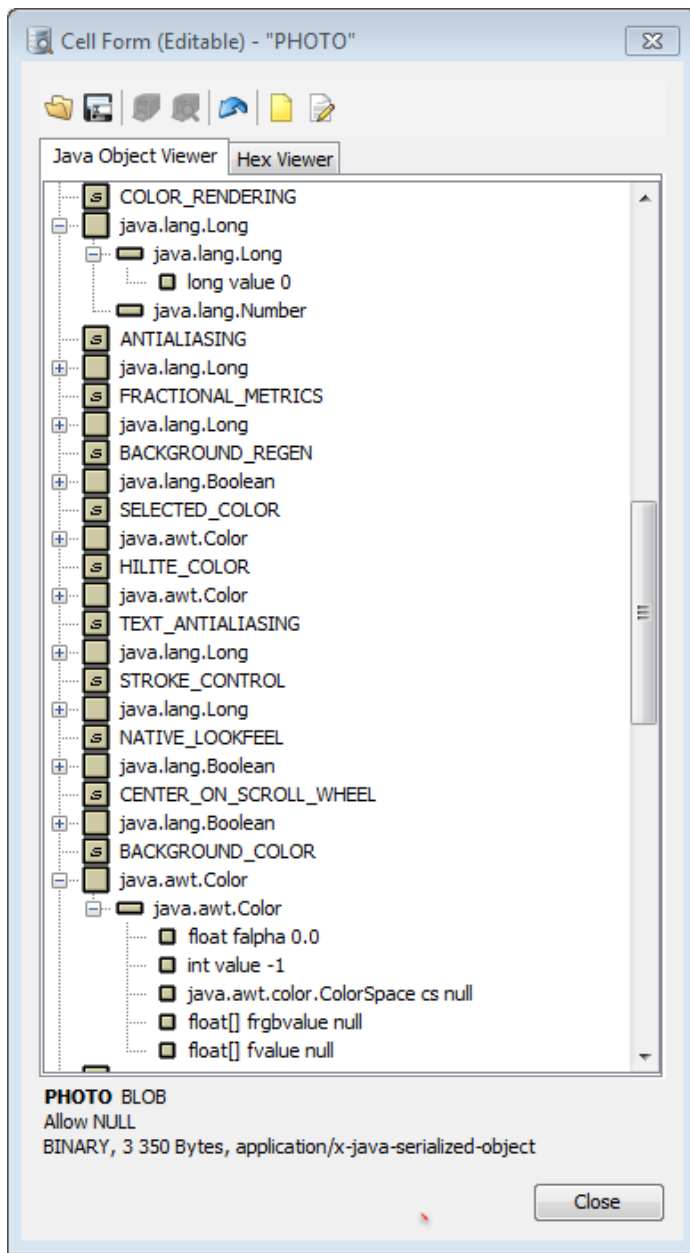 Cell Form (Editable) - "PHOTO"
Java Object Viewer
Hex Viewer
s COLOR_RENDERING
java.lang.Long
java.lang.Long
long value 0
java.lang.Number
s ANTIALIASING
java.lang.Long
s FRACTIONAL_METRICS
java.lang.Long
s BACKGROUND_REGEN
java.lang.Boolean
s SELECTED_COLOR
java.awt.Color
s HILITE_COLOR
java.awt.Color
s TEXT_ANTIALIASING
java.lang.Long
s STROKE_CONTROL
java.lang.Long
s NATIVE_LOOKFEEL
java.lang.Boolean
s CENTER_ON_SCROLL_WHEEL
java.lang.Boolean
s BACKGROUND_COLOR
java.awt.Color
java.awt.Color
float falpha 0.0
int value -1
java.awt.color.ColorSpace cs null
float[] frgbvalue null
float[] fvalue null
PHOTO BLOB
Allow NULL
BINARY, 3 350 Bytes, application/x-java-serialized-object
Close